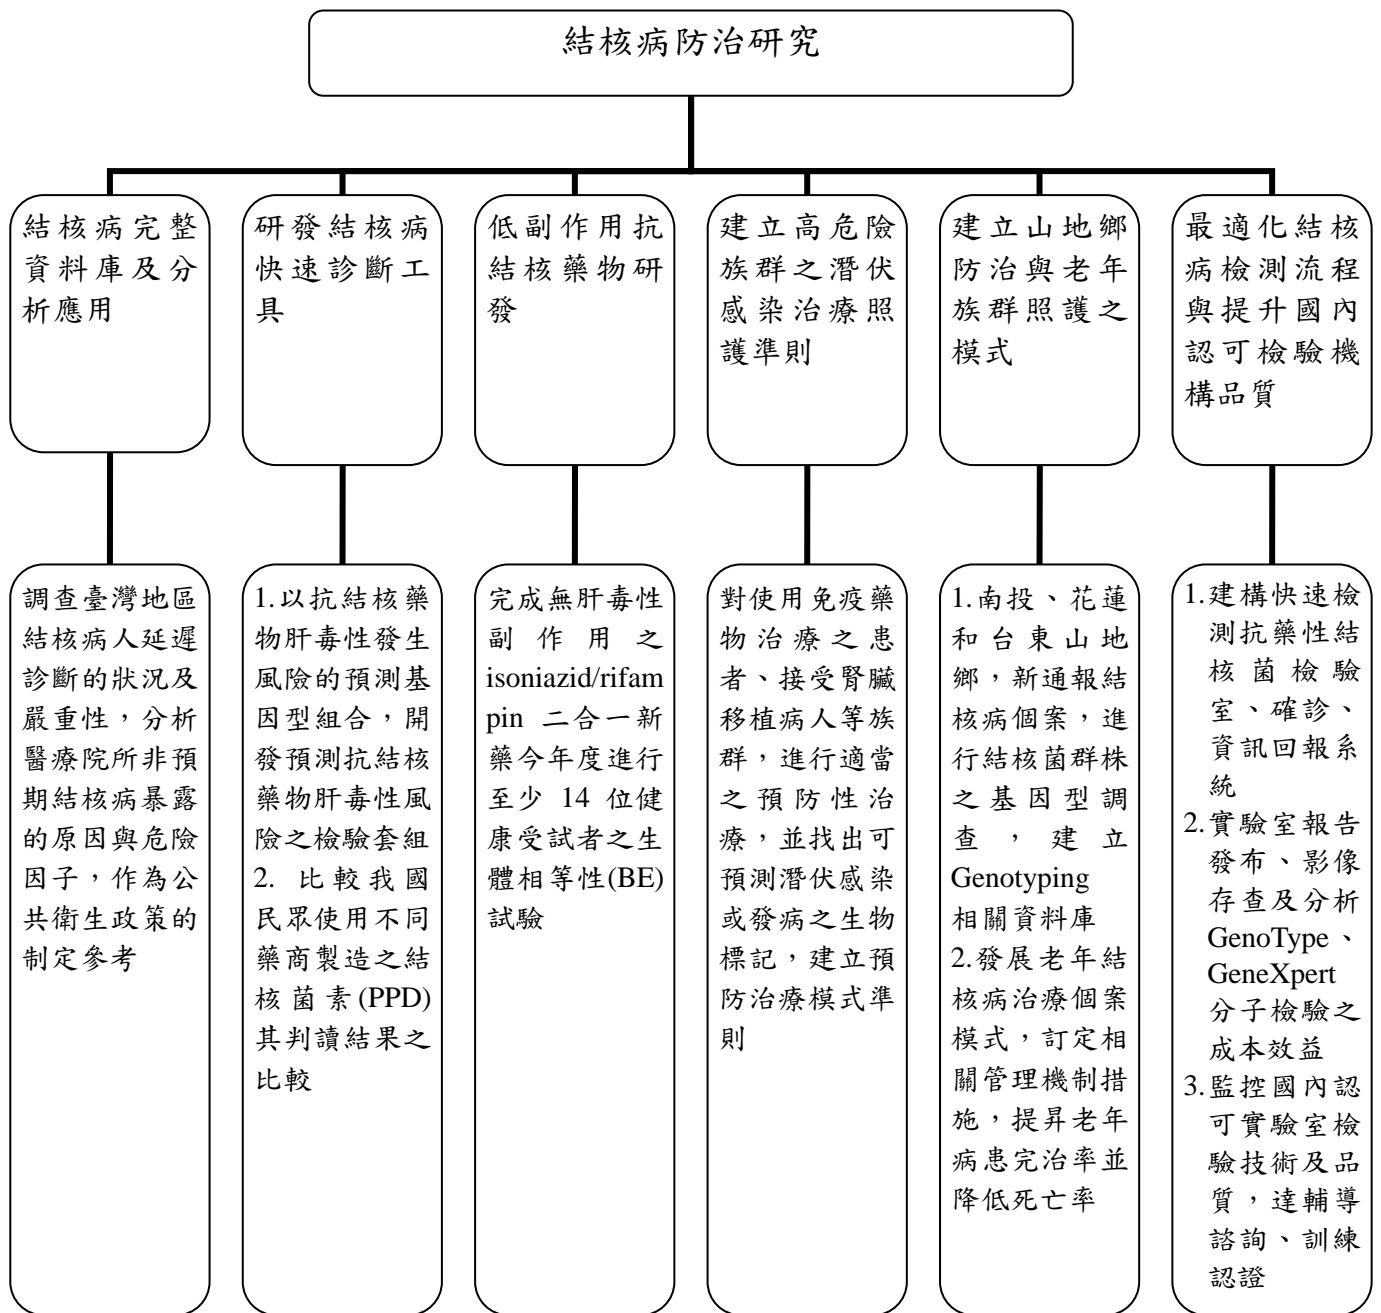 結核病防治研究
結核病完整
資料庫及分
析應用
研發結核病
快速診斷工
具
低副作用抗
結核藥物研
發
建立高危險
族群之潛伏
感染治療照
護準則
建立山地鄉
防治與老年
族群照護之
模式
最適化結核
病檢測流程
與提升國內
認可檢驗機
構品質
調查臺灣地區
結核病人延遲
診斷的狀況及
嚴重性，分析
醫療院所非預
期結核病暴露
的原因與危險
因子，作為公
共衛生政策的
制定參考
1.以抗結核藥
物肝毒性發生
風險的預測基
因型組合，開
發預測抗結核
藥物肝毒性風
險之檢驗套組
2. 比較我國
民眾使用不同
藥商製造之結
核菌素(PPD)
其判讀結果之
比較
完成無肝毒性
副作用之
isoniazid/rifam
pin 二合一新
藥今年度進行
至少 14 位健
康受試者之生
體相等性(BE)
試驗
對使用免疫藥
物治療之患
者、接受腎臟
移植病人等族
群，進行適當
之預防性治
療，並找出可
預測潛伏感染
或發病之生物
標記，建立預
防治療模式準
則
1.南投、花蓮
和台東山地
鄉，新通報結
核病個案，進
行結核菌群株
之基因型調
查，建立
Genotyping
相關資料庫
2.發展老年結
核病治療個案
模式，訂定相
關管理機制措
施，提昇老年
病患完治率並
降低死亡率
1.建構快速檢
測抗藥性結
核菌檢驗
室、確診、
資訊回報系
統
2.實驗室報告
發布、影像
存查及分析
GenoType、
GeneXpert
分子檢驗之
成本效益
3.監控國內認
可實驗室檢
驗技術及品
質，達輔導
諮詢、訓練
認證